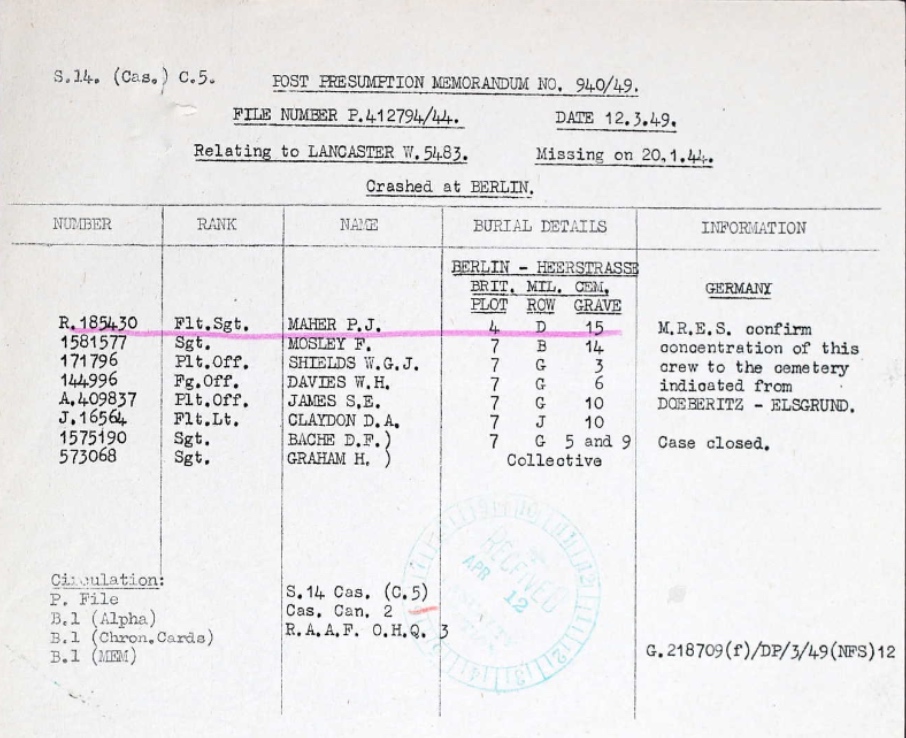 S.14. (Cas.) C.5. POST PRESUMPTION MEMORANDUM NO. 940/49.
FILE NUMBER P.412794/44. DATE 12.3.49.
Relating to LANCASTER W.5483. Missing on 20.1.44.
Crashed at BERLIN.
NUMBER RANK NAME BURIAL DETAILS INFORMATION
BERLIN - HEERSTRASSE
BRIT. MIL. CEM. GERMANY
PLOT ROW GRAVE
R.185430 Flt.Sgt. MAHER P.J. 4 D 15 M.R.E.S. confirm
1581577 Sgt. MOSLEY F. 7 B 14 concentration of this
171796 Plt.Off. SHIELDS W.G.J. 7 G 3 crew to the cemetery
144996 Fg.Off. DAVIES W.H. 7 G 6 indicated from
A.409837 Plt.Off. JAMES S.E. 7 G 10 DOEBERITZ - ELSGRUND.
J.16564 Flt.Lt. CLAYDON D.A. 7 J 10
1575190 Sgt. BACHE D.F.) 7 G 5 and 9 Case closed.
573068 Sgt. GRAHAM H. ) Collective
Circulation:
P. File S.14 Cas. (C.5)
B.1 (Alpha) Cas. Can. 2
B.1 (Chron.Cards) R.A.A.F. O.H.Q. 3
B.1 (MEM) G.218709(f)/DP/3/49(NFS)12
RECEIVED
APR 12